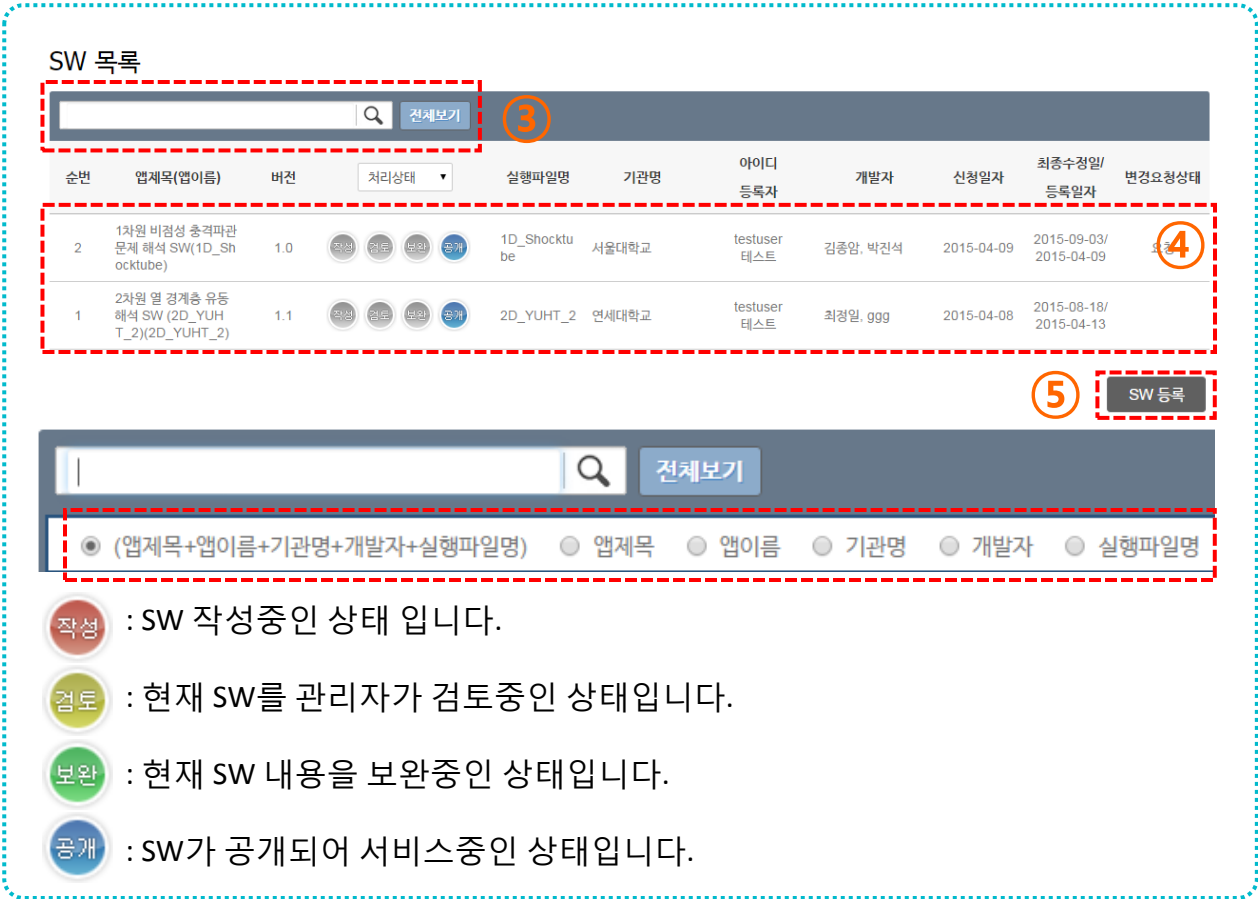 SW 목록
전체보기
③
순번 앱제목(앱이름) 버전 처리상태 실행파일명 기관명 아이디 등록자 개발자 신청일자 최종수정일/ 등록일자 변경요청상태
2 1차원 비점성 충격파관 문제 해석 SW(1D_Sh ocktube) 1.0 작성 검토 보완 공개 1D_Shocktu be 서울대학교 testuser 테스트 김종암, 박진석 2015-04-09 2015-09-03/ 2015-04-09
④
1 2차원 열 경계층 유동 해석 SW (2D_YUH T_2)(2D_YUHT_2) 1.1 작성 검토 보완 공개 2D_YUHT_2 연세대학교 testuser 테스트 최정일, ggg 2015-04-08 2015-08-18/ 2015-04-13
⑤ SW 등록
전체보기
(앱제목+앱이름+기관명+개발자+실행파일명) 앱제목 앱이름 기관명 개발자 실행파일명
작성 : SW 작성중인 상태 입니다.
검토 : 현재 SW를 관리자가 검토중인 상태입니다.
보완 : 현재 SW 내용을 보완중인 상태입니다.
공개 : SW가 공개되어 서비스중인 상태입니다.